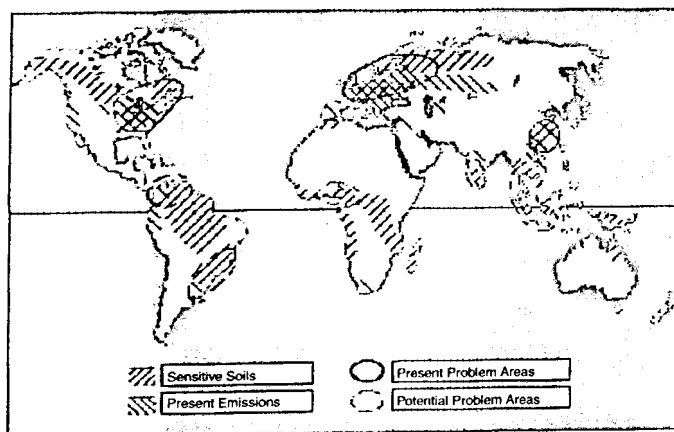 Sensitive Soils
Present Problem Areas
Present Emissions
Potential Problem Areas